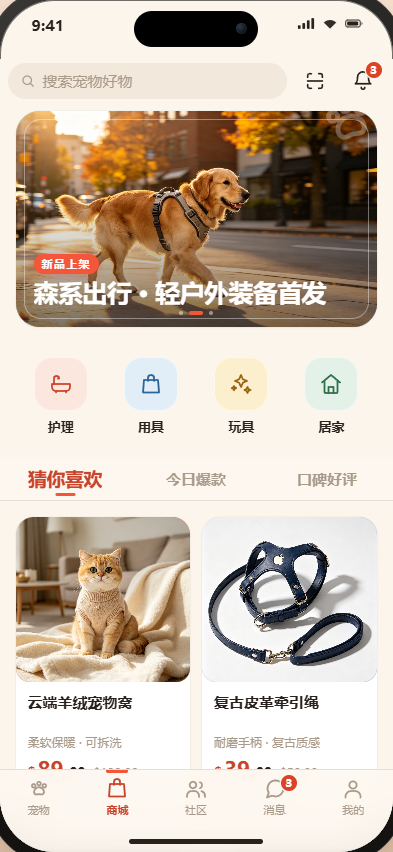 9:41
搜索宠物好物
3
新品上架
森系出行 · 轻户外装备首发
护理
用具
玩具
居家
猜你喜欢
今日爆款
口碑好评
云端羊绒宠物窝
复古皮革牵引绳
柔软保暖 · 可拆洗
耐磨手柄 · 复古质感
宠物
商城
社区
3
消息
我的